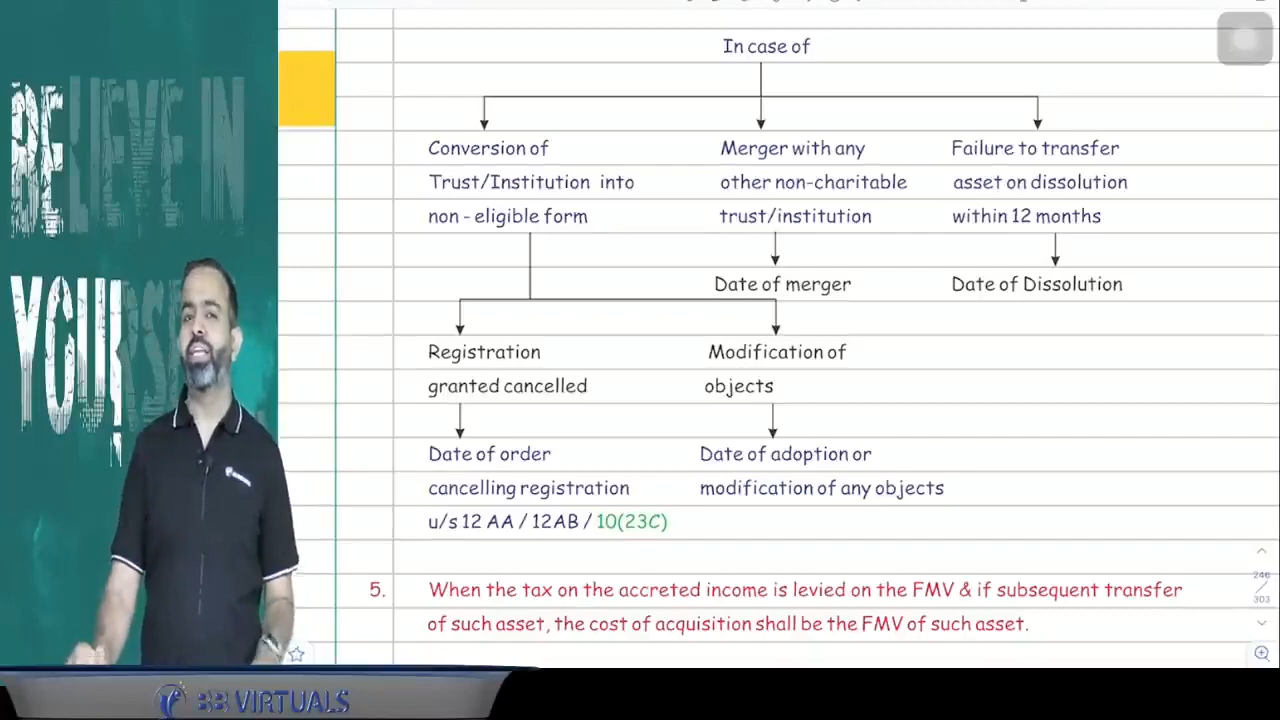 BELIEVE IN
YOURS
In case of
Conversion of
Trust/Institution into
non - eligible form
Merger with any
other non-charitable
trust/institution
Failure to transfer
asset on dissolution
within 12 months
Date of merger
Date of Dissolution
Registration
granted cancelled
Modification of
objects
Date of order
cancelling registration
u/s 12 AA / 12AB / 10(23C)
Date of adoption or
modification of any objects
5. When the tax on the accreted income is levied on the FMV & if subsequent transfer
of such asset, the cost of acquisition shall be the FMV of such asset.
246
/
303
BB VIRTUALS